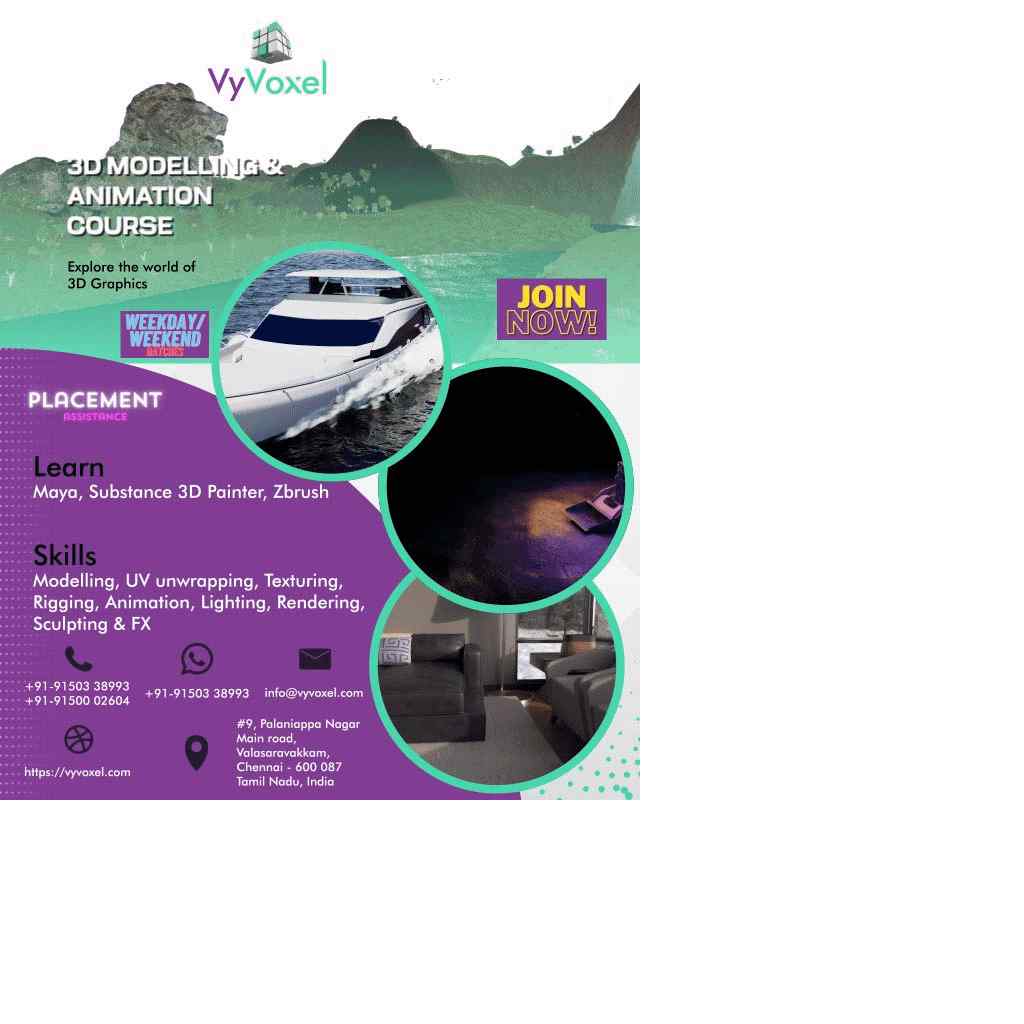 VyVoxel
3D MODELLING &
ANIMATION
COURSE
Explore the world of
3D Graphics
JOIN
NOW!
WEEKDAY/
WEEKEND
BATCHES
PLACEMENT
ASSISTANCE
Learn
Maya, Substance 3D Painter, Zbrush
Skills
Modelling, UV unwrapping, Texturing,
Rigging, Animation, Lighting, Rendering,
Sculpting & FX
+91-91503 38993
+91-91500 02604
+91-91503 38993
info@vyvoxel.com
https://vyvoxel.com
#9, Palaniappa Nagar
Main road,
Valasaravakkam,
Chennai - 600 087
Tamil Nadu, India